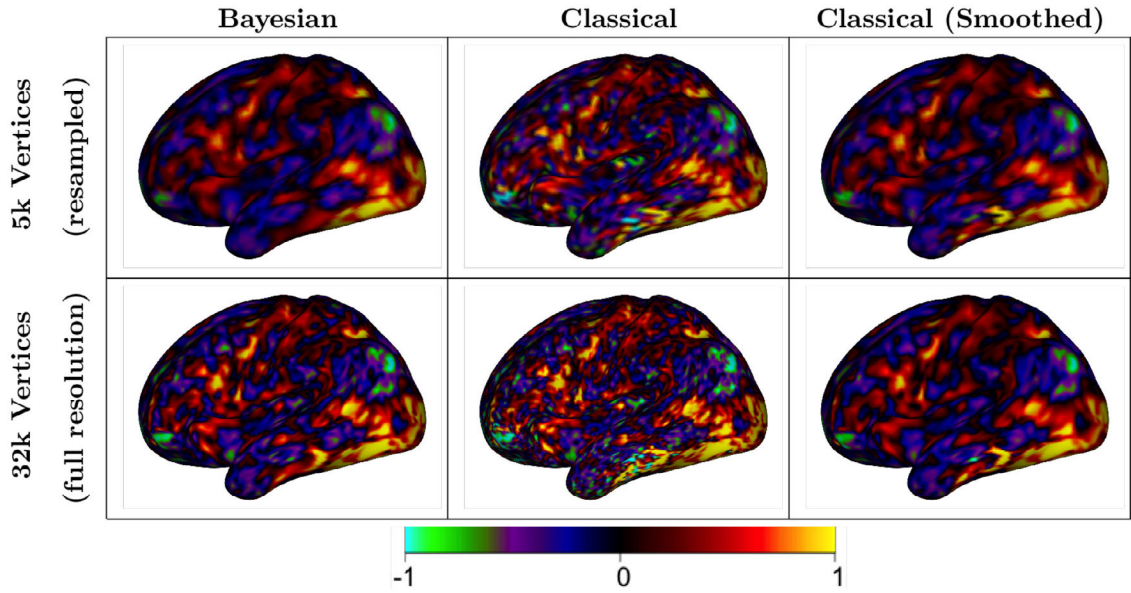 Bayesian Classical Classical (Smoothed)
5k Vertices
(resampled)
32k Vertices
(full resolution)
-1 0 1